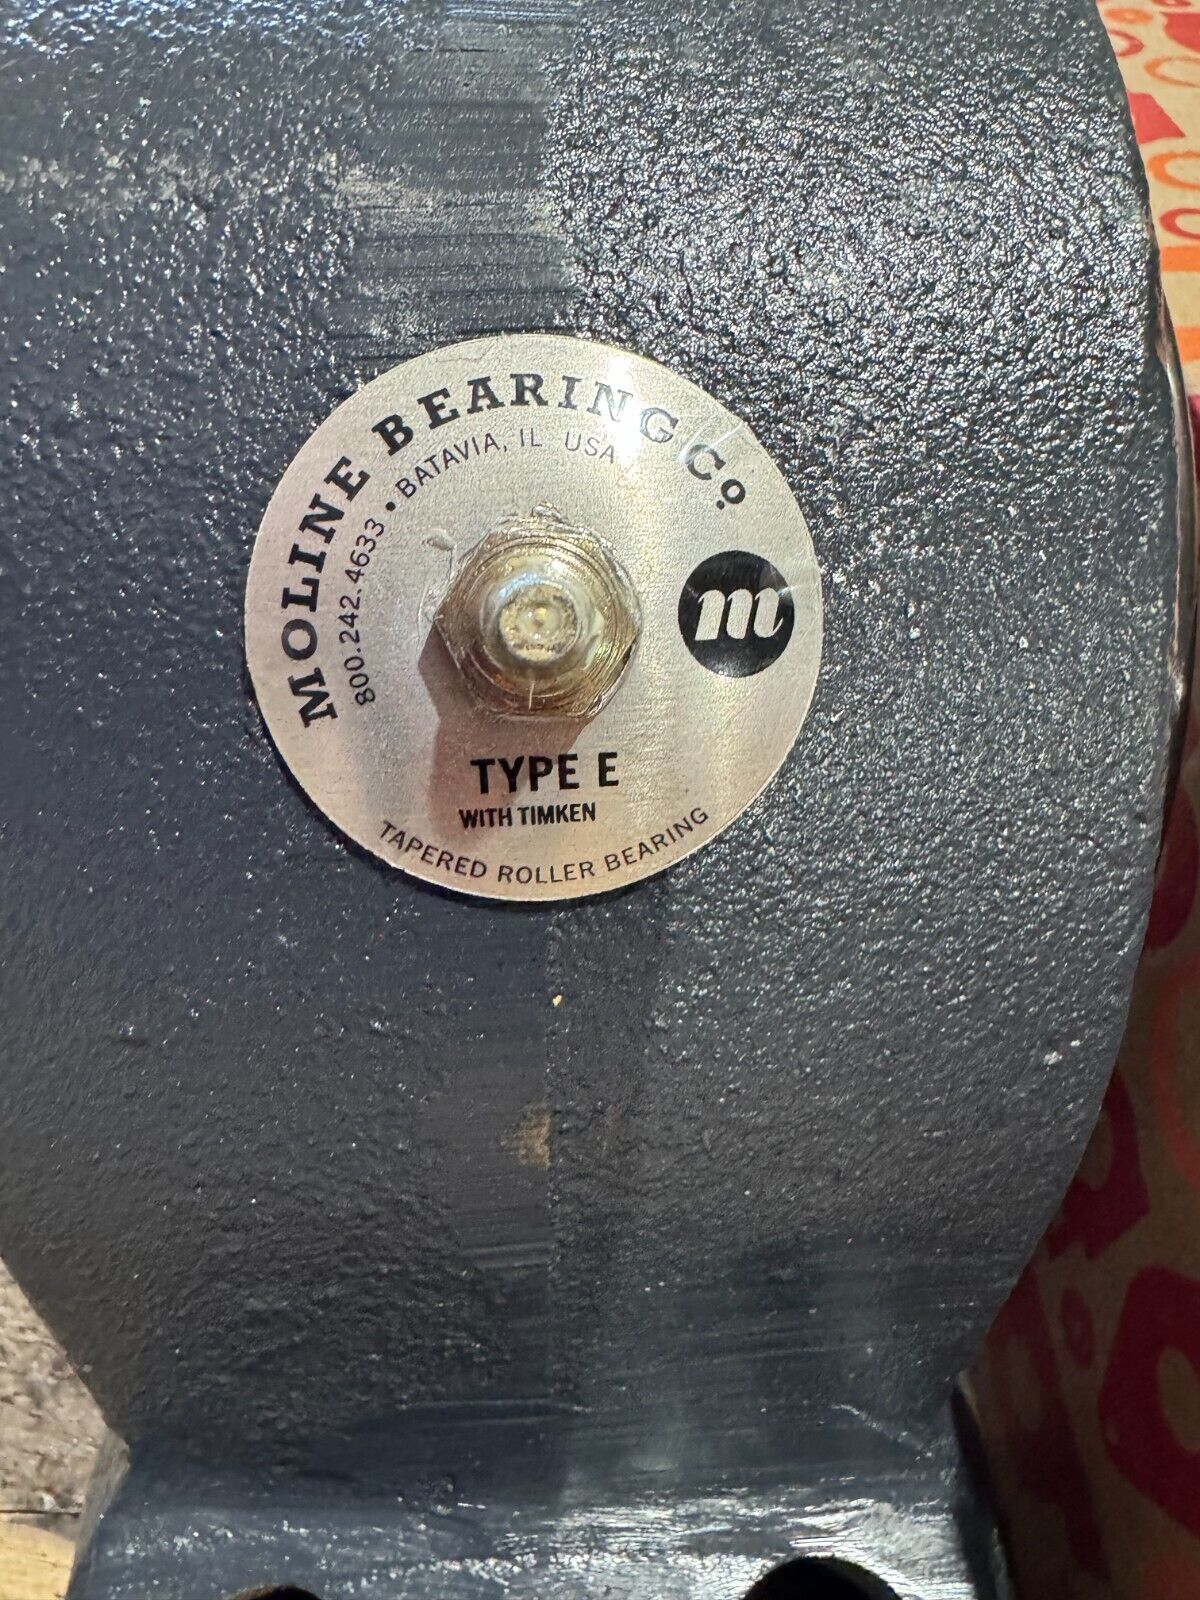 MOLINE BEARING Co
800.242.4633 • BATAVIA, IL USA
m
TYPE E
WITH TIMKEN
TAPERED ROLLER BEARING